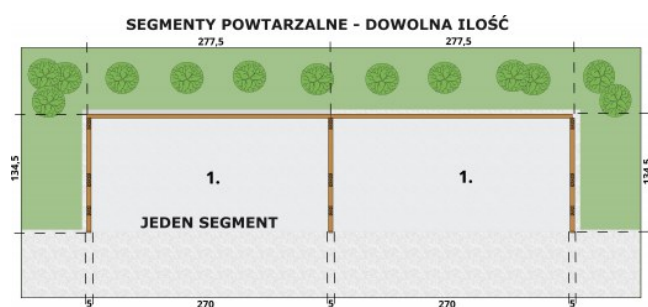 SEGMENTY POWTARZALNE - DOWOLNA ILOŚĆ
277,5 277,5
134,5 134,5
1. 1.
JEDEN SEGMENT
5 270 5 270 5